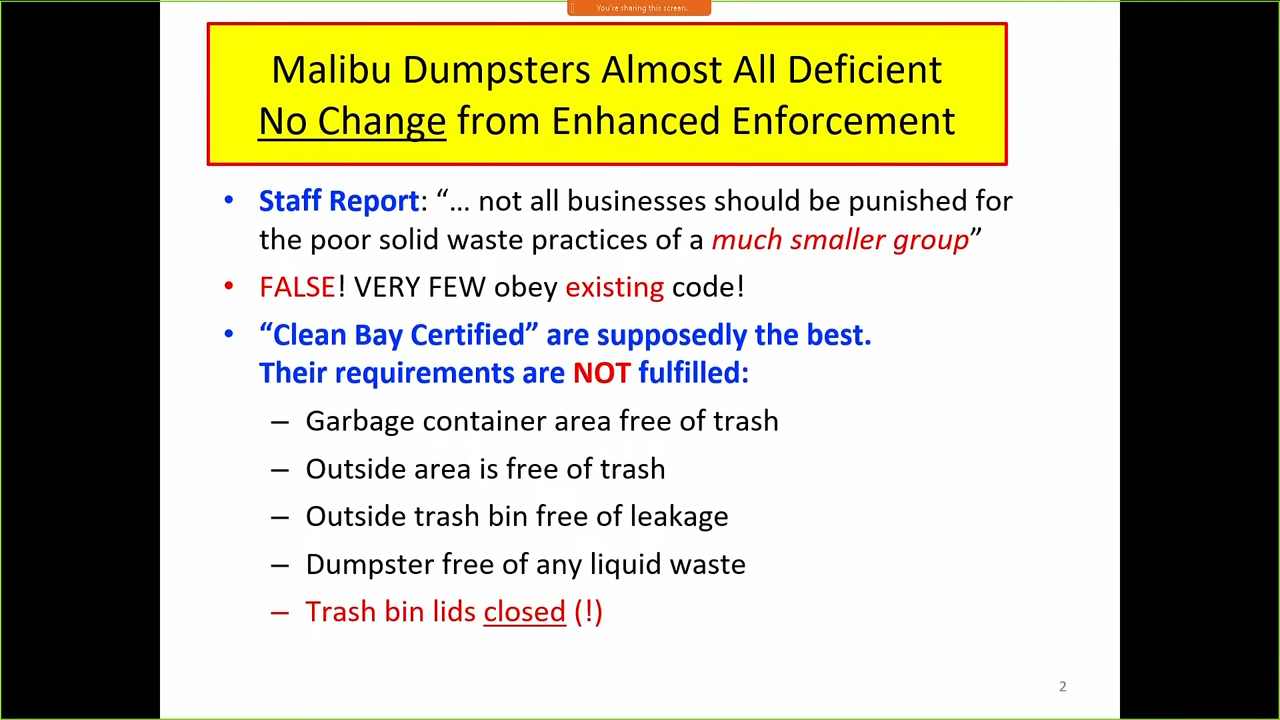 You're sharing this screen.
Malibu Dumpsters Almost All Deficient
No Change from Enhanced Enforcement
• Staff Report: “... not all businesses should be punished for
the poor solid waste practices of a much smaller group”
• FALSE! VERY FEW obey existing code!
• “Clean Bay Certified” are supposedly the best.
Their requirements are NOT fulfilled:
– Garbage container area free of trash
– Outside area is free of trash
– Outside trash bin free of leakage
– Dumpster free of any liquid waste
– Trash bin lids closed (!)
2